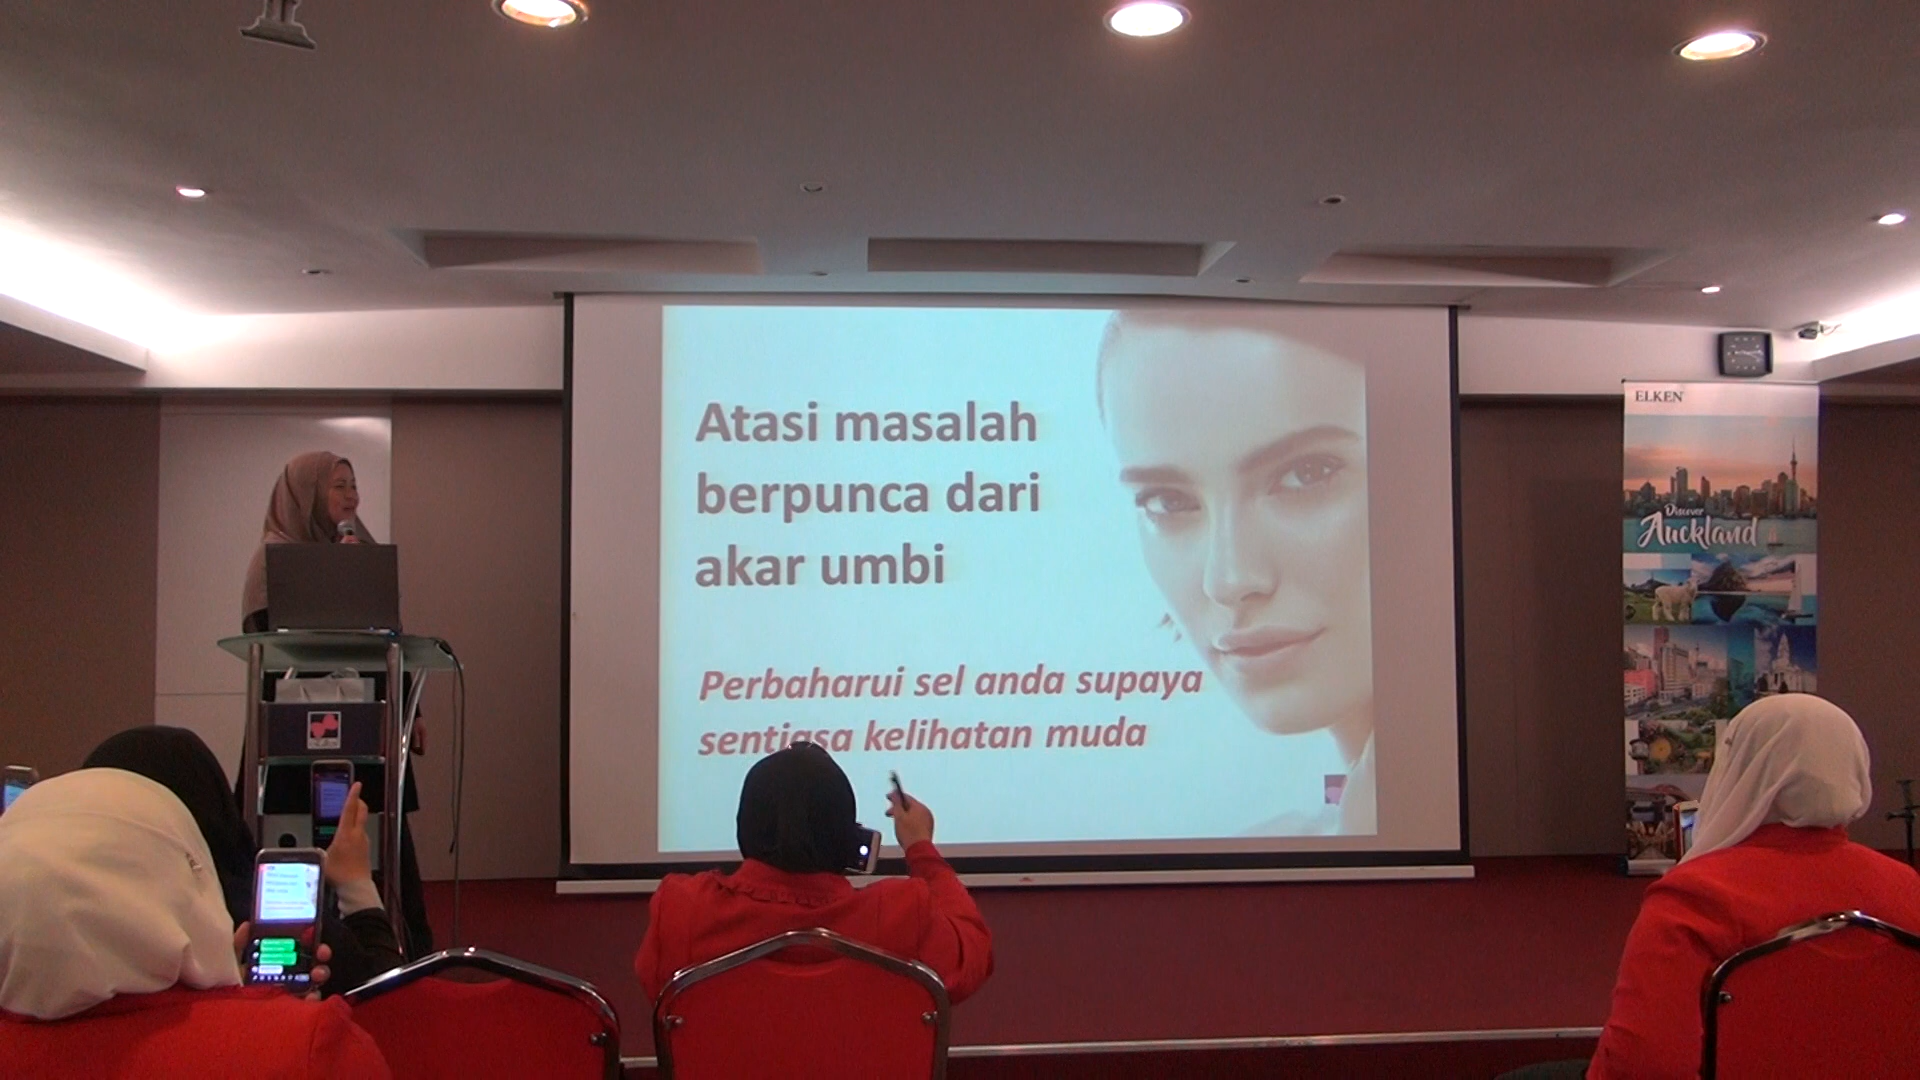 Atasi masalah
berpunca dari
akar umbi
Perbaharui sel anda supaya
sentiasa kelihatan muda
ELKEN
Discover
Auckland